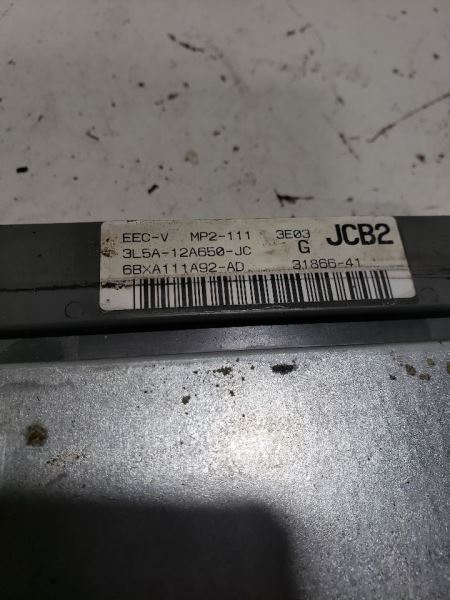 EEC-V MP2-111 3E03 JCB2
3L5A-12A650-JC G
6BXA111A92-AD 31866-41